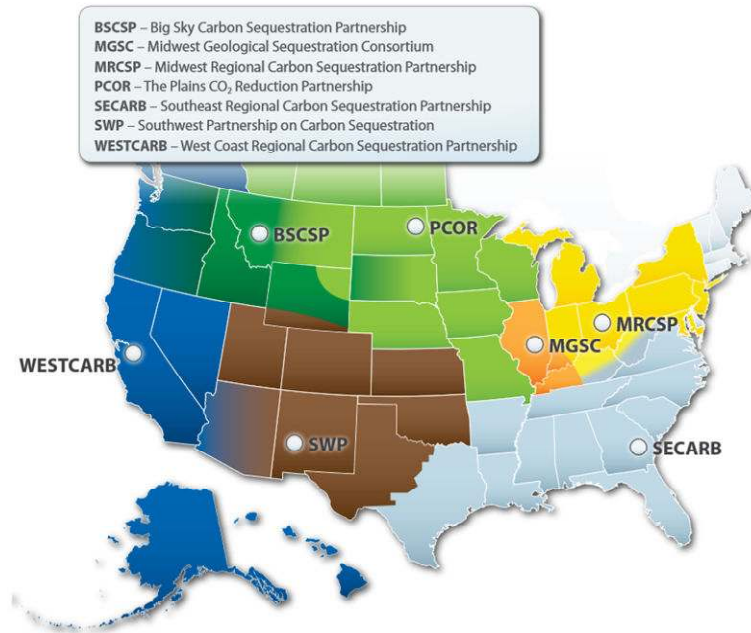 BSCSP – Big Sky Carbon Sequestration Partnership
MGSC – Midwest Geological Sequestration Consortium
MRCSP – Midwest Regional Carbon Sequestration Partnership
PCOR – The Plains CO₂ Reduction Partnership
SECARB – Southeast Regional Carbon Sequestration Partnership
SWP – Southwest Partnership on Carbon Sequestration
WESTCARB – West Coast Regional Carbon Sequestration Partnership
PCOR
BSCSP
MRCSP
MGSC
WESTCARB
SWP
SECARB